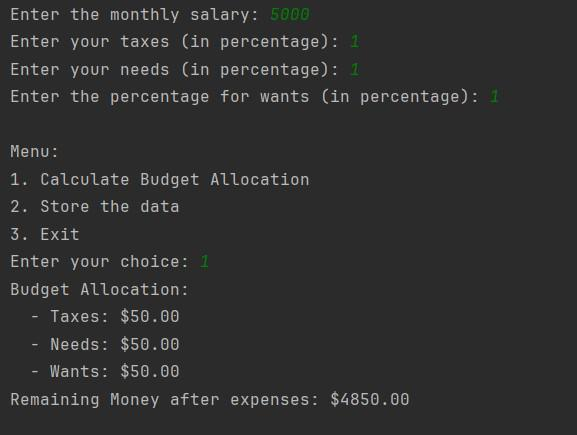 Enter the monthly salary: 5000
Enter your taxes (in percentage): 1
Enter your needs (in percentage): 1
Enter the percentage for wants (in percentage): 1
Menu:
1. Calculate Budget Allocation
2. Store the data
3. Exit
Enter your choice: 1
Budget Allocation:
- Taxes: $50.00
- Needs: $50.00
- Wants: $50.00
Remaining Money after expenses: $4850.00